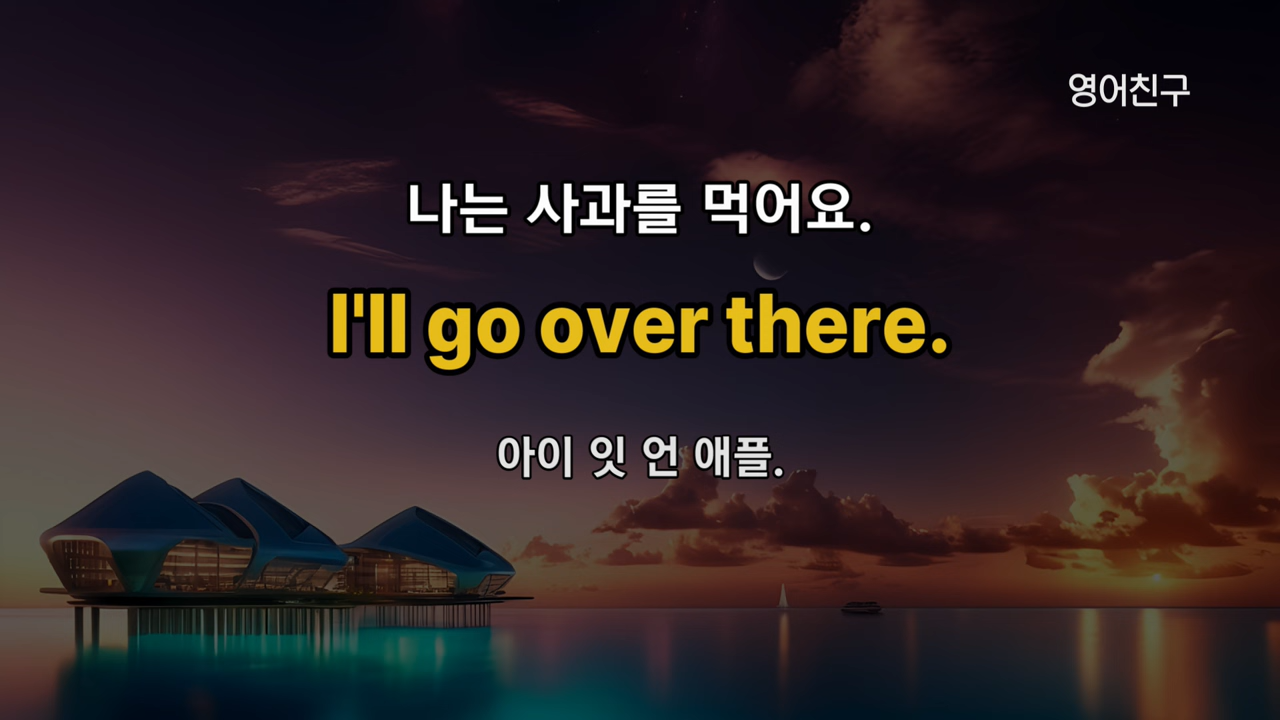 영어친구
나는 사과를 먹어요.
I'll go over there.
아이 잇 언 애플.